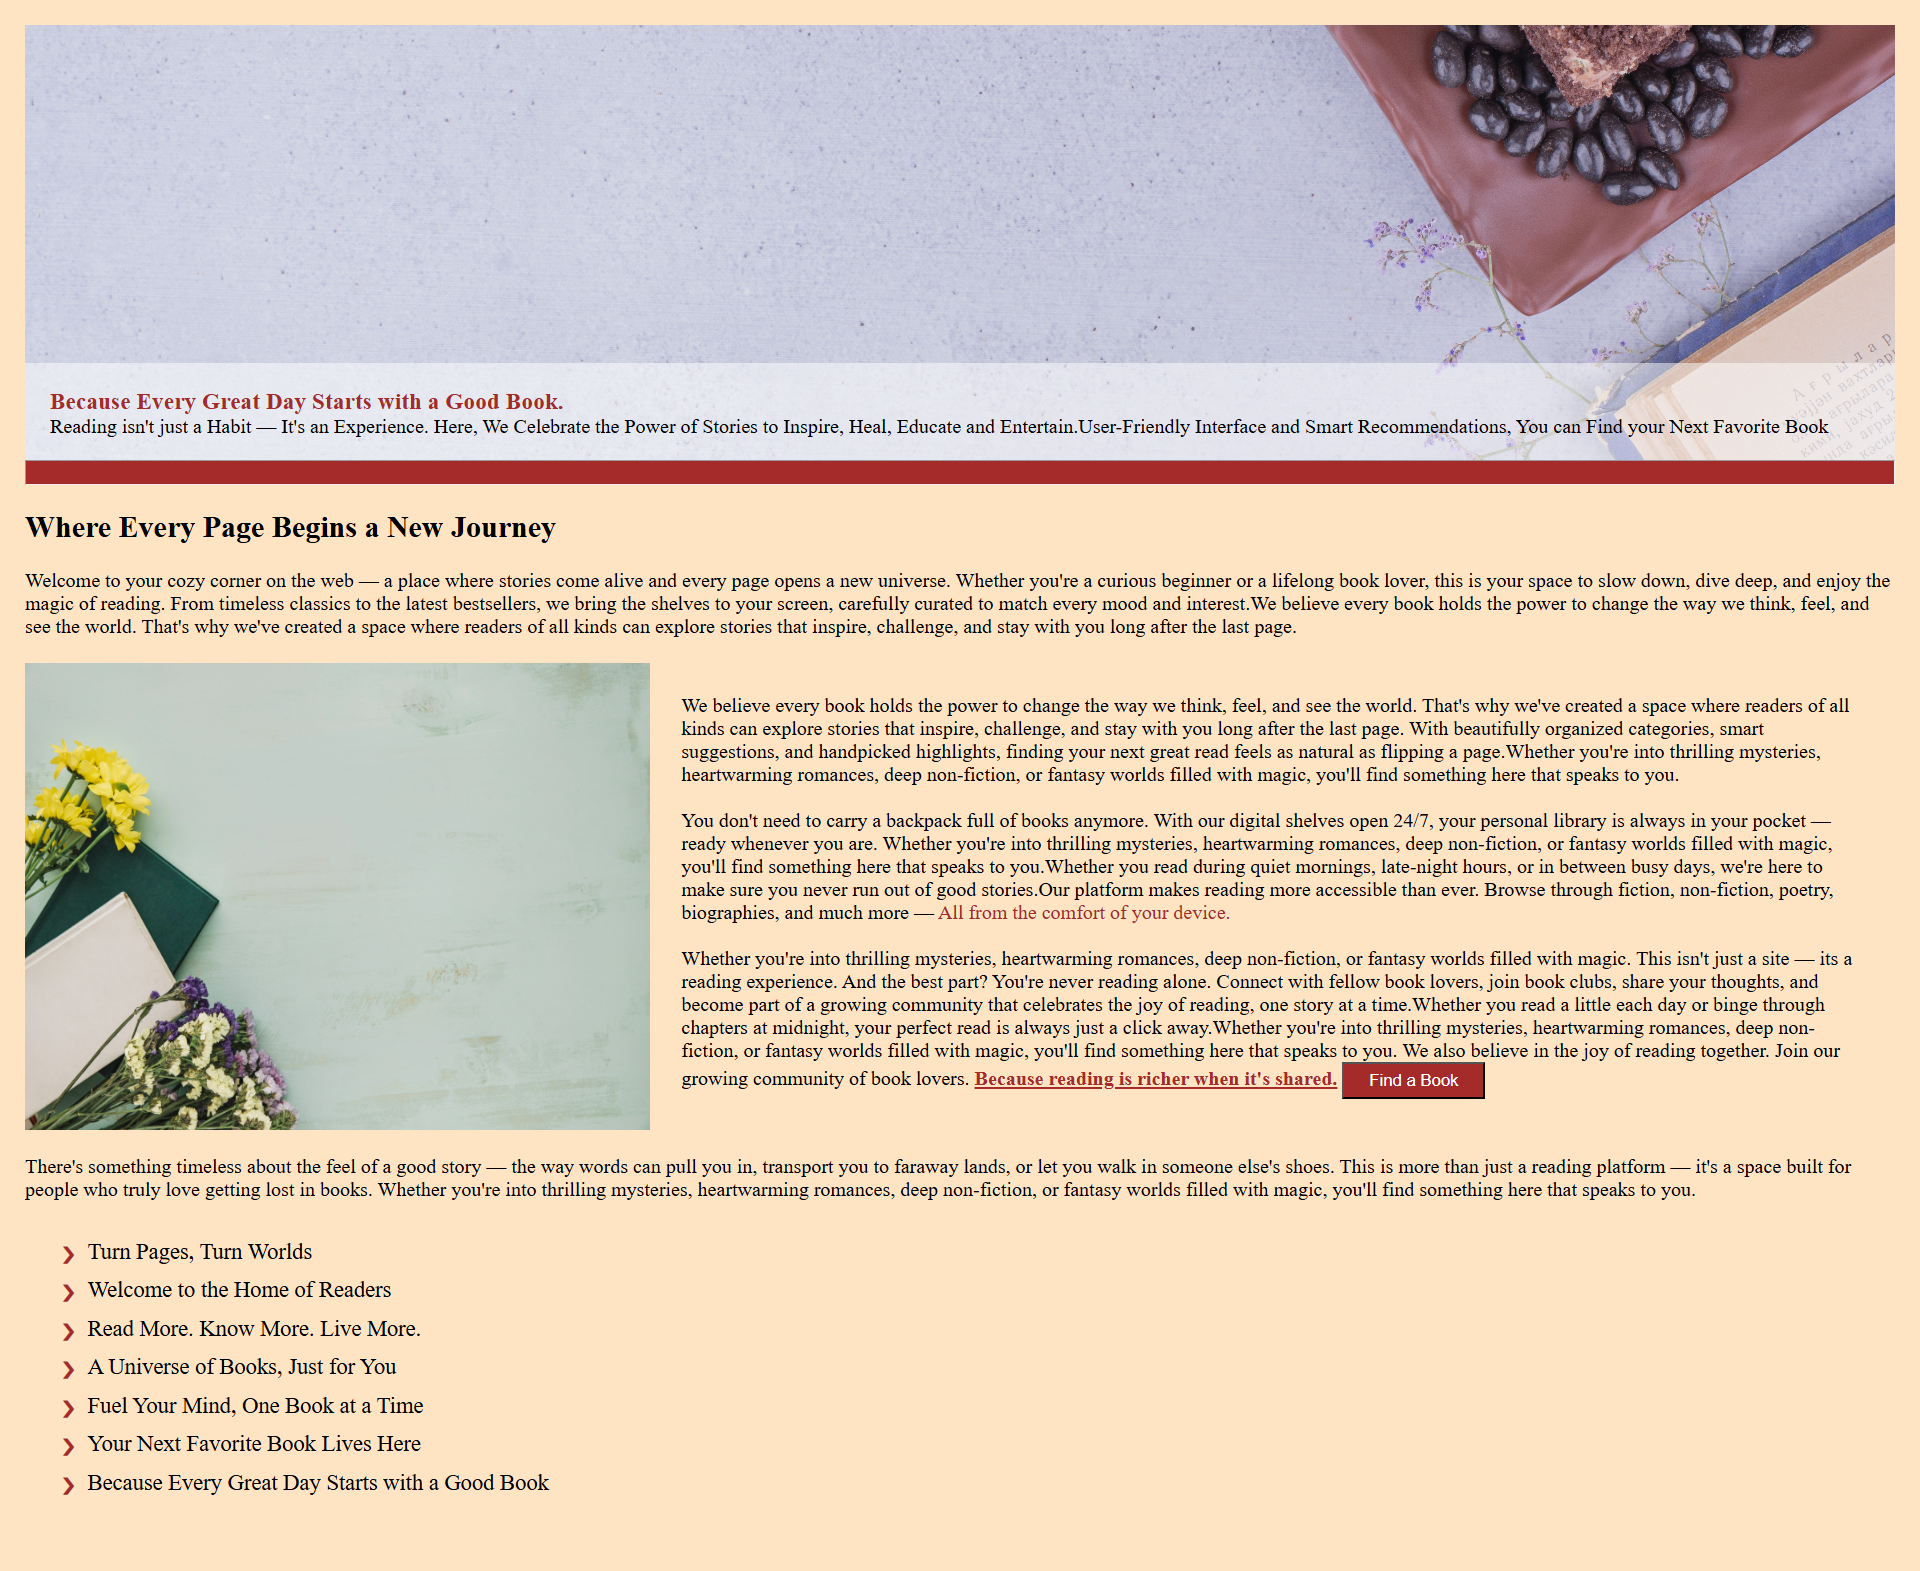 Because Every Great Day Starts with a Good Book.
Reading isn't just a Habit — It's an Experience. Here, We Celebrate the Power of Stories to Inspire, Heal, Educate and Entertain.User-Friendly Interface and Smart Recommendations, You can Find your Next Favorite Book
Where Every Page Begins a New Journey
Welcome to your cozy corner on the web — a place where stories come alive and every page opens a new universe. Whether you're a curious beginner or a lifelong book lover, this is your space to slow down, dive deep, and enjoy the
magic of reading. From timeless classics to the latest bestsellers, we bring the shelves to your screen, carefully curated to match every mood and interest.We believe every book holds the power to change the way we think, feel, and
see the world. That's why we've created a space where readers of all kinds can explore stories that inspire, challenge, and stay with you long after the last page.
We believe every book holds the power to change the way we think, feel, and see the world. That's why we've created a space where readers of all
kinds can explore stories that inspire, challenge, and stay with you long after the last page. With beautifully organized categories, smart
suggestions, and handpicked highlights, finding your next great read feels as natural as flipping a page.Whether you're into thrilling mysteries,
heartwarming romances, deep non-fiction, or fantasy worlds filled with magic, you'll find something here that speaks to you.
You don't need to carry a backpack full of books anymore. With our digital shelves open 24/7, your personal library is always in your pocket —
ready whenever you are. Whether you're into thrilling mysteries, heartwarming romances, deep non-fiction, or fantasy worlds filled with magic,
you'll find something here that speaks to you.Whether you read during quiet mornings, late-night hours, or in between busy days, we're here to
make sure you never run out of good stories.Our platform makes reading more accessible than ever. Browse through fiction, non-fiction, poetry,
biographies, and much more — All from the comfort of your device.
Whether you're into thrilling mysteries, heartwarming romances, deep non-fiction, or fantasy worlds filled with magic. This isn't just a site — its a
reading experience. And the best part? You're never reading alone. Connect with fellow book lovers, join book clubs, share your thoughts, and
become part of a growing community that celebrates the joy of reading, one story at a time.Whether you read a little each day or binge through
chapters at midnight, your perfect read is always just a click away.Whether you're into thrilling mysteries, heartwarming romances, deep non-
fiction, or fantasy worlds filled with magic, you'll find something here that speaks to you. We also believe in the joy of reading together. Join our
growing community of book lovers. Because reading is richer when it's shared. Find a Book
There's something timeless about the feel of a good story — the way words can pull you in, transport you to faraway lands, or let you walk in someone else's shoes. This is more than just a reading platform — it's a space built for
people who truly love getting lost in books. Whether you're into thrilling mysteries, heartwarming romances, deep non-fiction, or fantasy worlds filled with magic, you'll find something here that speaks to you.
❯ Turn Pages, Turn Worlds
❯ Welcome to the Home of Readers
❯ Read More. Know More. Live More.
❯ A Universe of Books, Just for You
❯ Fuel Your Mind, One Book at a Time
❯ Your Next Favorite Book Lives Here
❯ Because Every Great Day Starts with a Good Book